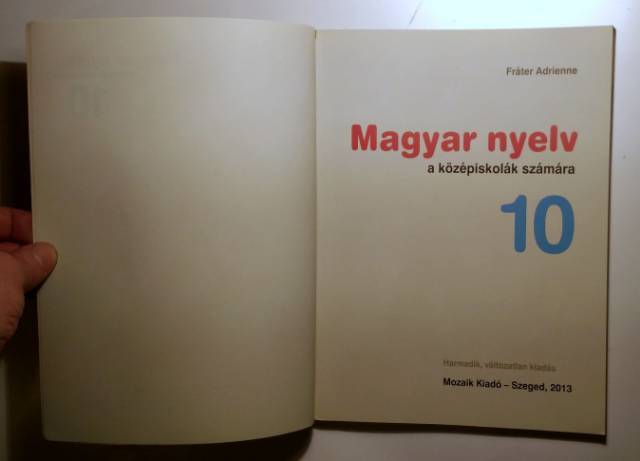 Fráter Adrienne
Magyar nyelv
a középiskolák számára
10
Harmadik, változatlan kiadás
Mozaik Kiadó – Szeged, 2013